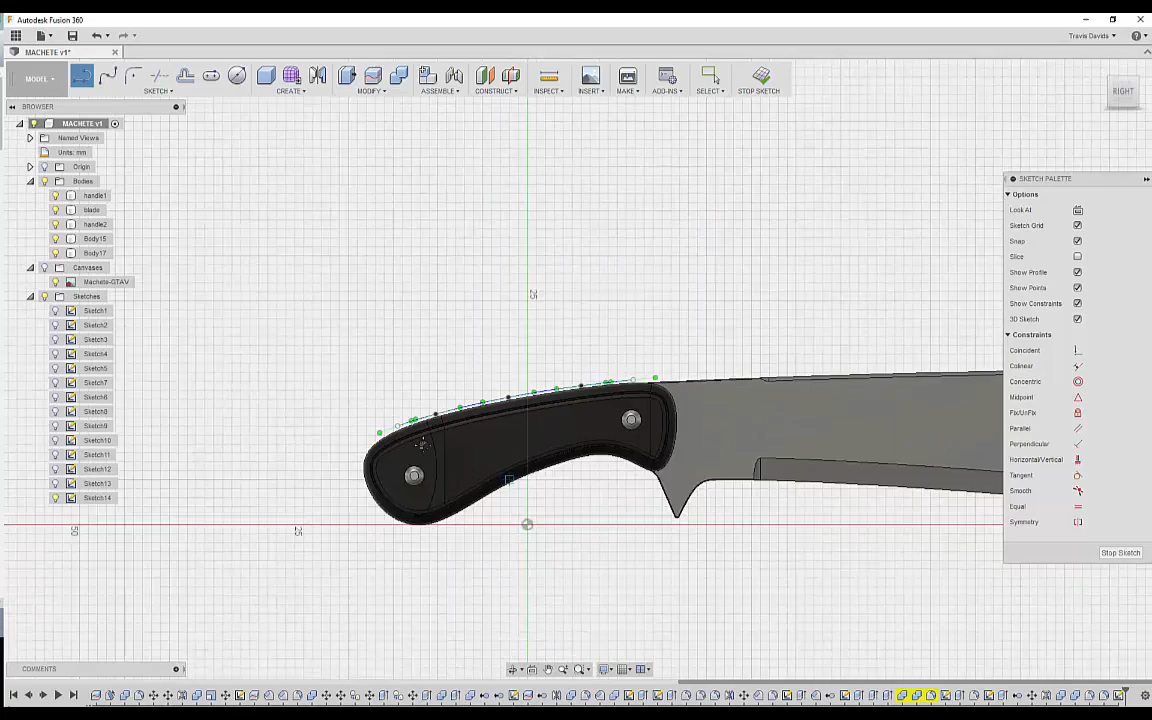 Autodesk Fusion 360
Travis Davids
MACHETE v1*
MODEL
SKETCH
CREATE
MODIFY
ASSEMBLE
CONSTRUCT
INSPECT
INSERT
MAKE
ADD-INS
SELECT
STOP SKETCH
RIGHT
BROWSER
MACHETE v1
Named Views
Units: mm
Origin
Bodies
handle1
blade
handle2
Body15
Body17
Canvases
Machete-GTAV
Sketches
Sketch1
Sketch2
Sketch3
Sketch4
Sketch5
Sketch7
Sketch6
Sketch8
Sketch9
Sketch10
Sketch11
Sketch12
Sketch13
Sketch14
25
50
25
SKETCH PALETTE
Options
Look At
Sketch Grid
Snap
Slice
Show Profile
Show Points
Show Constraints
3D Sketch
Constraints
Coincident
Colinear
Concentric
Midpoint
Fix/UnFix
Parallel
Perpendicular
Horizontal/Vertical
Tangent
Smooth
Equal
Symmetry
Stop Sketch
COMMENTS